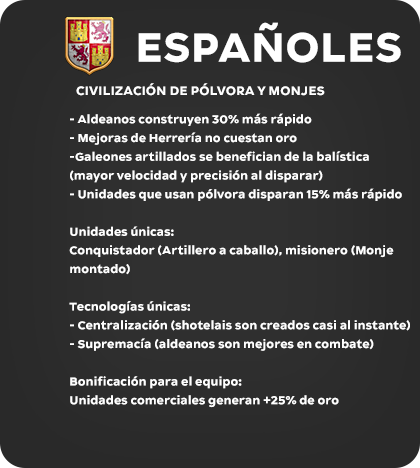 ESPAÑOLES
CIVILIZACIÓN DE PÓLVORA Y MONJES
- Aldeanos construyen 30% más rápido
- Mejoras de Herrería no cuestan oro
-Galeones artillados se benefician de la balística
(mayor velocidad y precisión al disparar)
- Unidades que usan pólvora disparan 15% más rápido
Unidades únicas:
Conquistador (Artillero a caballo), misionero (Monje
montado)
Tecnologías únicas:
- Centralización (shotelais son creados casi al instante)
- Supremacía (aldeanos son mejores en combate)
Bonificación para el equipo:
Unidades comerciales generan +25% de oro